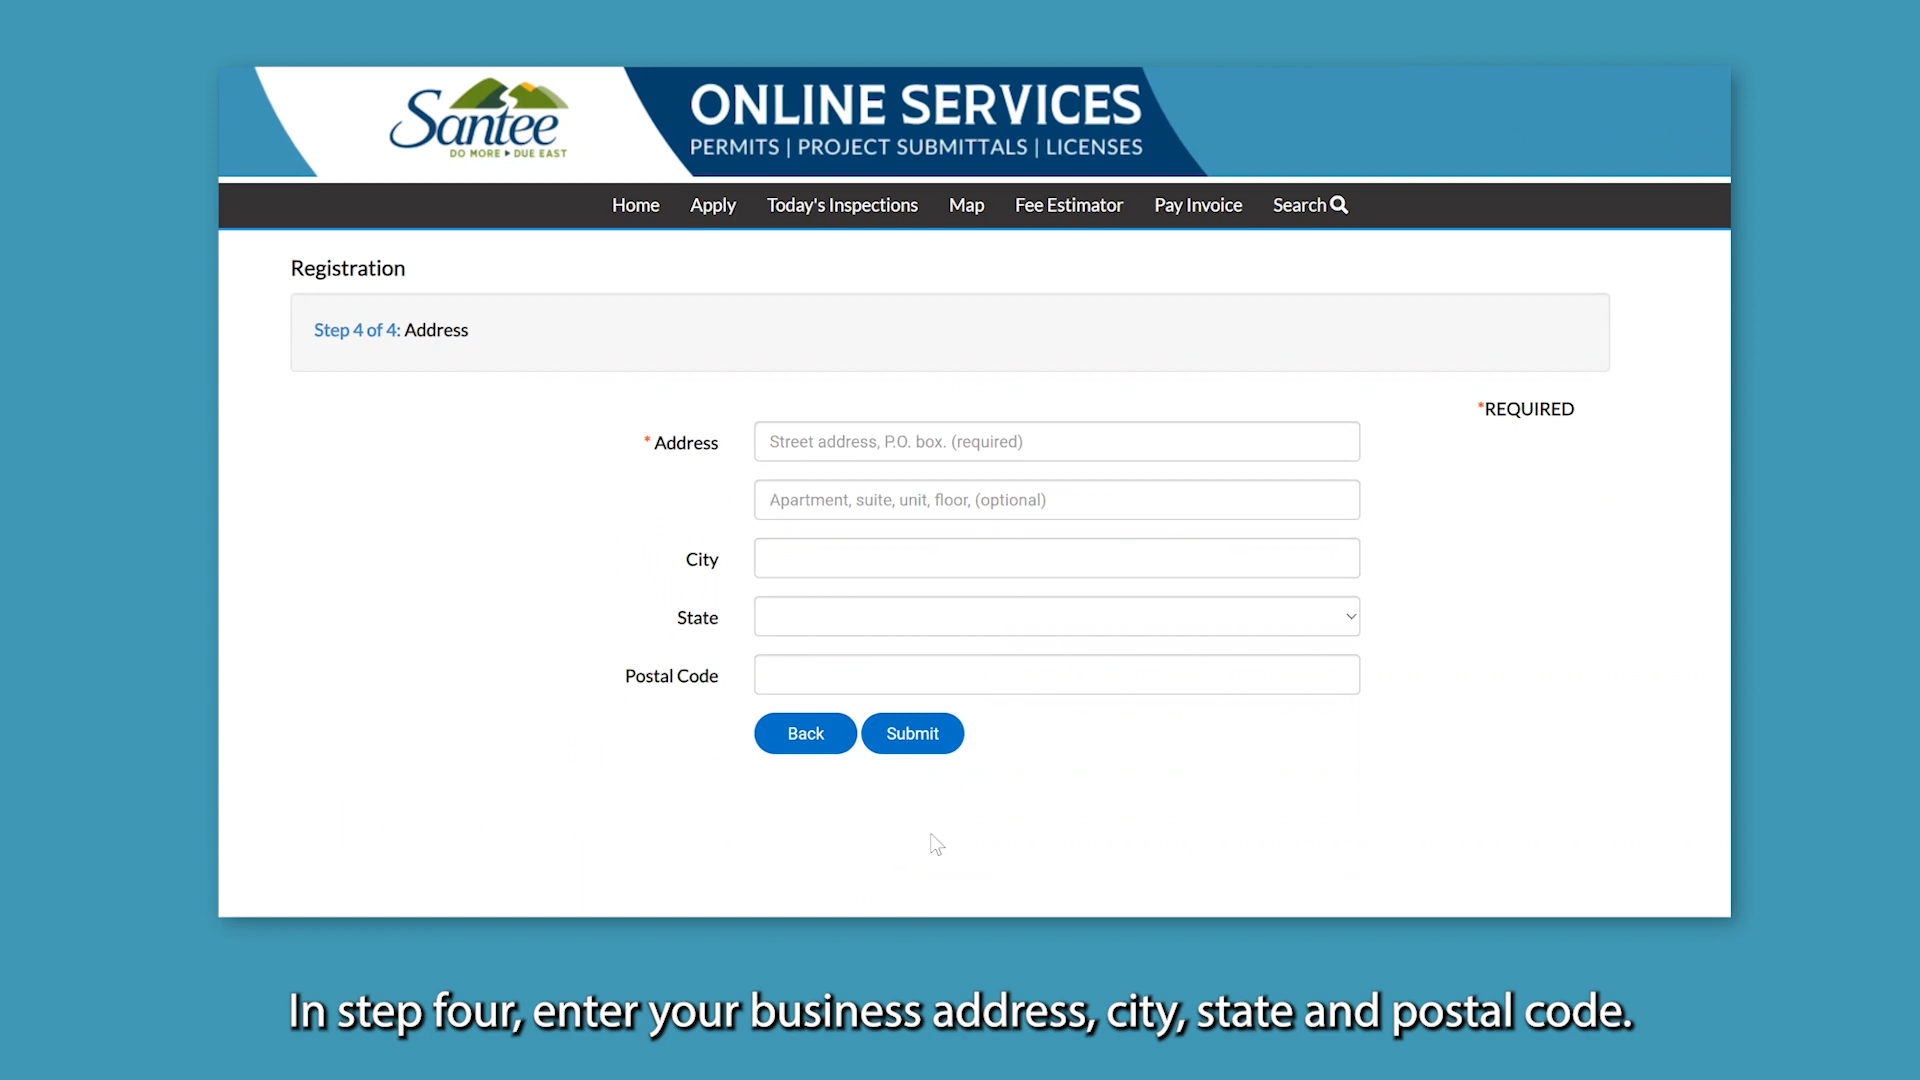 Santee
DO MORE ▸ DUE EAST
ONLINE SERVICES
PERMITS | PROJECT SUBMITTALS | LICENSES
Home Apply Today's Inspections Map Fee Estimator Pay Invoice Search
Registration
Step 4 of 4: Address
*REQUIRED
* Address Street address, P.O. box. (required)
Apartment, suite, unit, floor, (optional)
City
State
Postal Code
Back Submit
In step four, enter your business address, city, state and postal code.